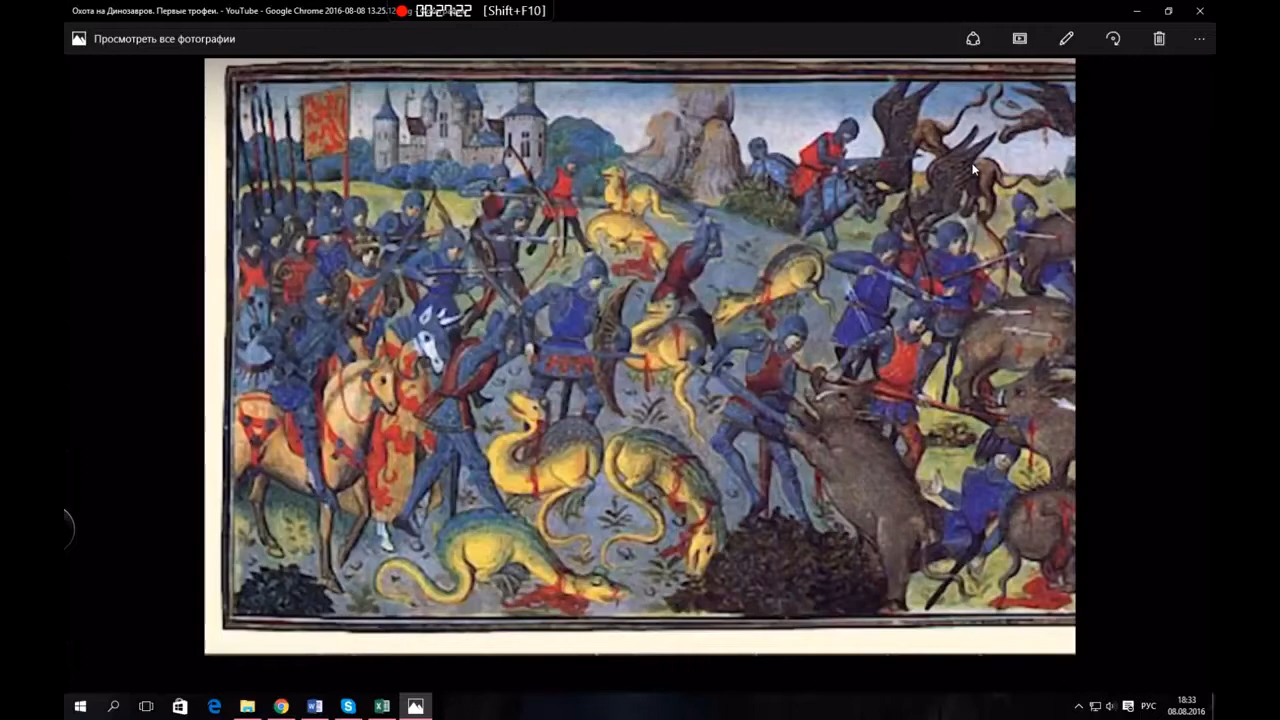 Охота на Динозавров. Первые трофеи. - YouTube - Google Chrome 2016-08-08 13.25.12
00:27:22 [Shift+F10]
Просмотреть все фотографии
РУС
18:33
08.08.2016